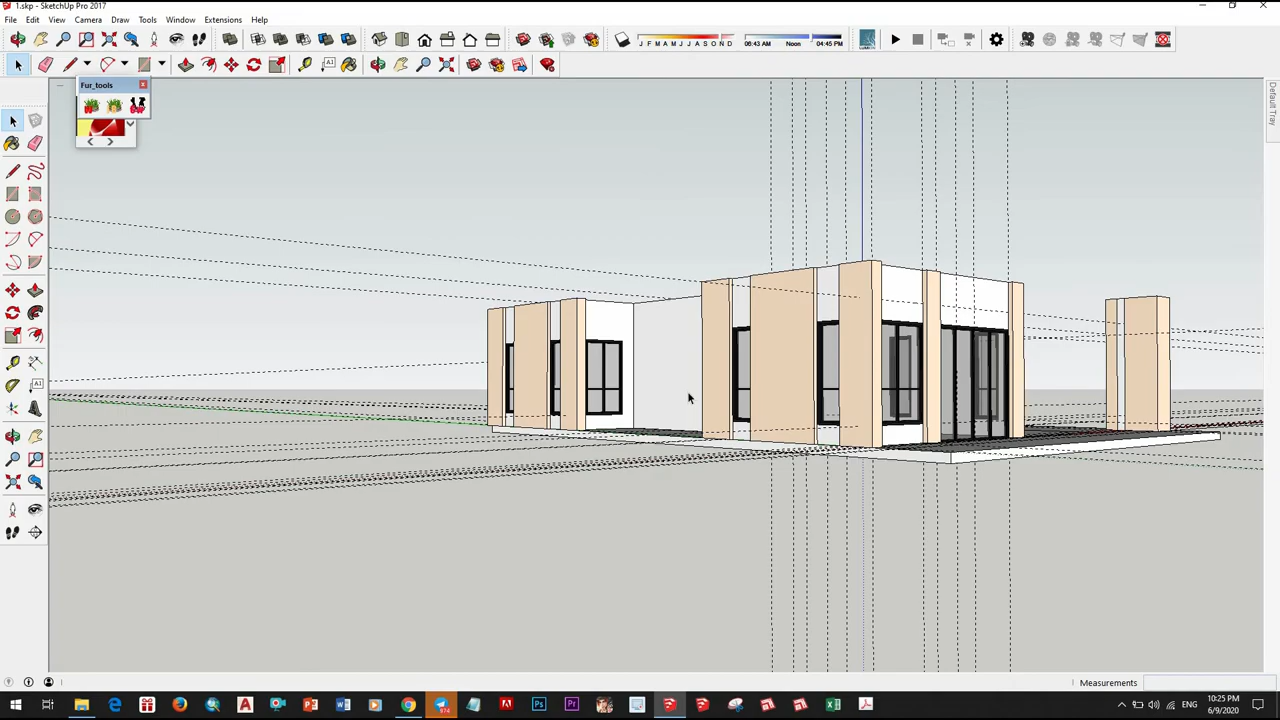 1.skp - SketchUp Pro 2017
File Edit View Camera Draw Tools Window Extensions Help
J F M A M J J A S O N D
06:43 AM Noon 04:45 PM
Fur_tools
Default Tray
Measurements
10:25 PM
6/9/2020